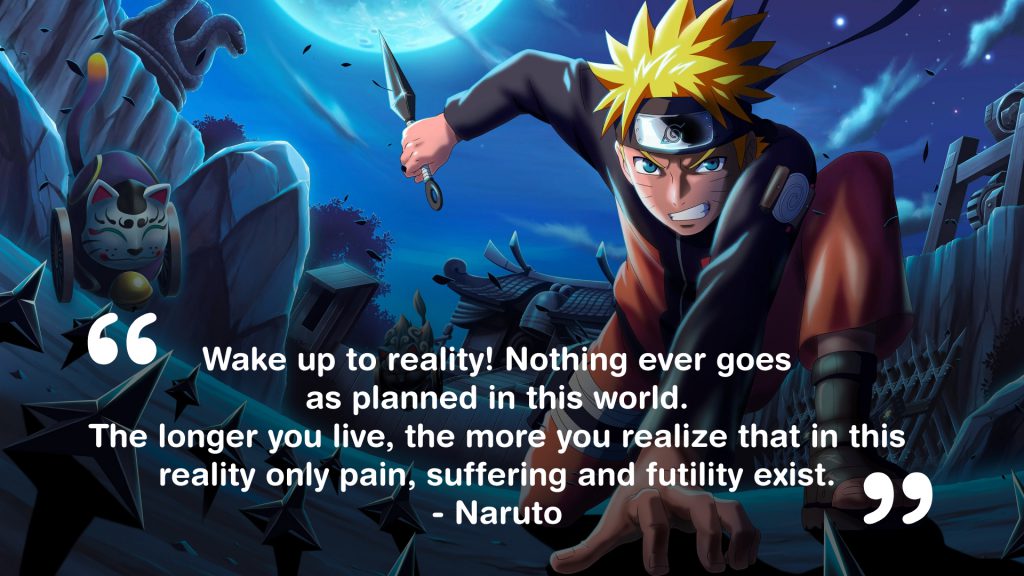 “
Wake up to reality! Nothing ever goes
as planned in this world.
The longer you live, the more you realize that in this
reality only pain, suffering and futility exist.
- Naruto
”